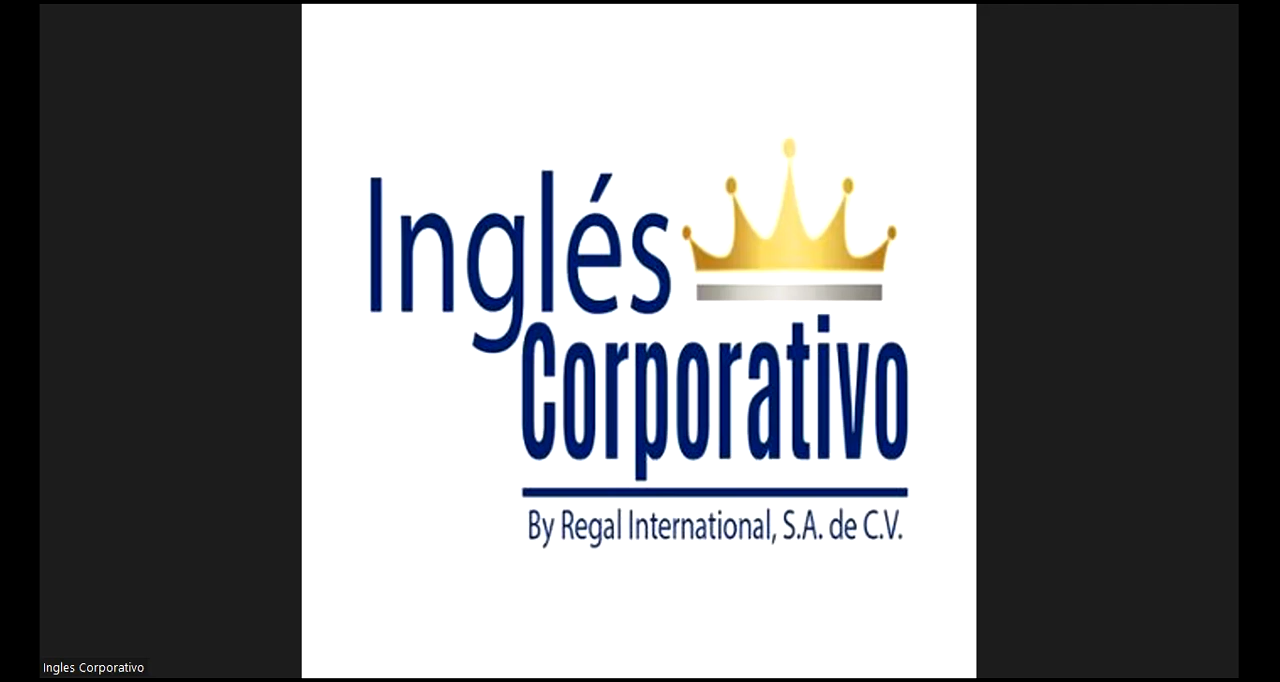 Inglés
Corporativo
By Regal International, S.A. de C.V.
Ingles Corporativo